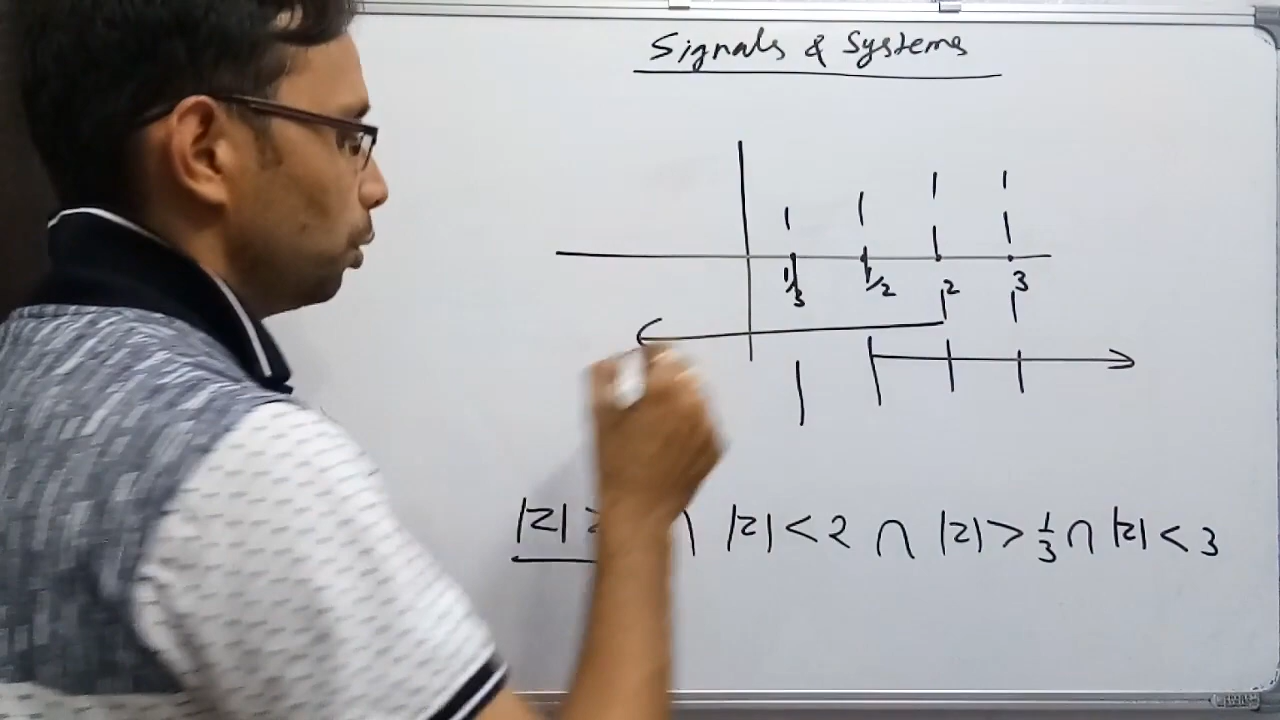 Signals & Systems
1/3 1/2 2 3
|z| > ∩ |z| < 2 ∩ |z| > 1/3 ∩ |z| < 3